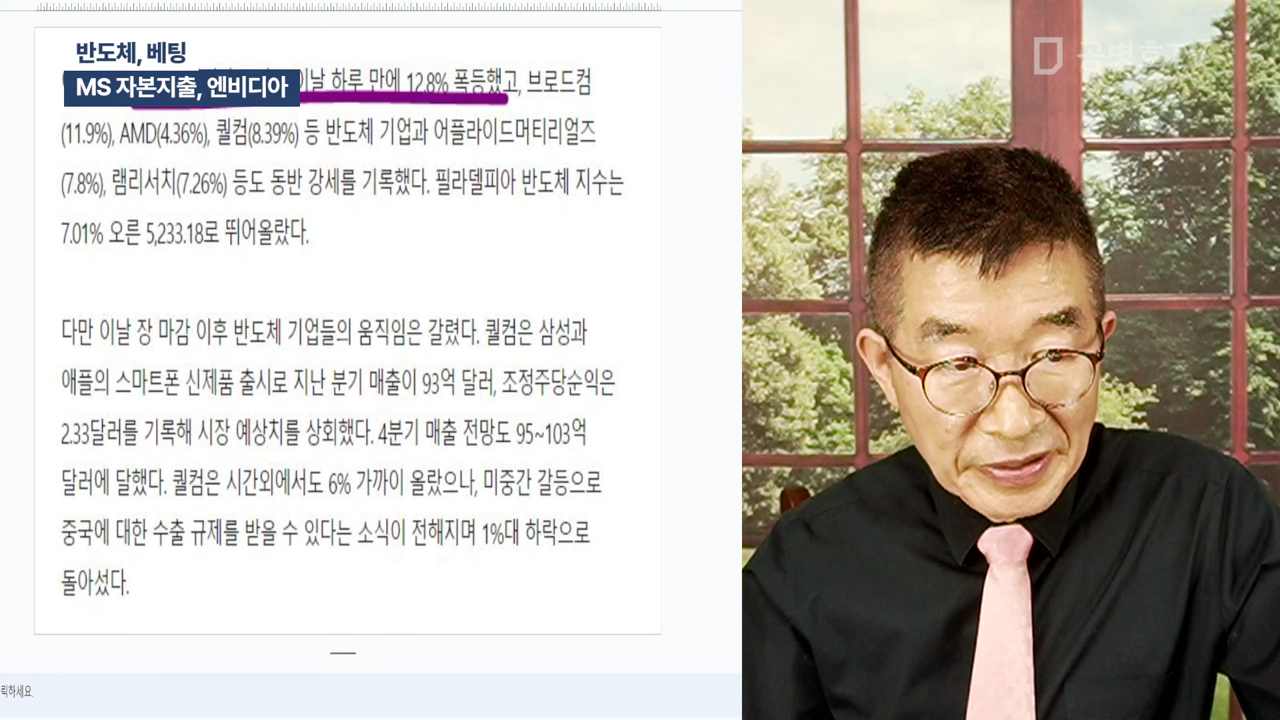 반도체, 베팅
MS 자본지출, 엔비디아
이날 하루 만에 12.8% 폭등했고, 브로드컴
(11.9%), AMD(4.36%), 퀄컴(8.39%) 등 반도체 기업과 어플라이드머티리얼즈
(7.8%), 램리서치(7.26%) 등도 동반 강세를 기록했다. 필라델피아 반도체 지수는
7.01% 오른 5,233.18로 뛰어올랐다.
다만 이날 장 마감 이후 반도체 기업들의 움직임은 갈렸다. 퀄컴은 삼성과
애플의 스마트폰 신제품 출시로 지난 분기 매출이 93억 달러, 조정주당순익은
2.33달러를 기록해 시장 예상치를 상회했다. 4분기 매출 전망도 95~103억
달러에 달했다. 퀄컴은 시간외에서도 6% 가까이 올랐으나, 미중간 갈등으로
중국에 대한 수출 규제를 받을 수 있다는 소식이 전해지며 1%대 하락으로
돌아섰다.
릭하세요.